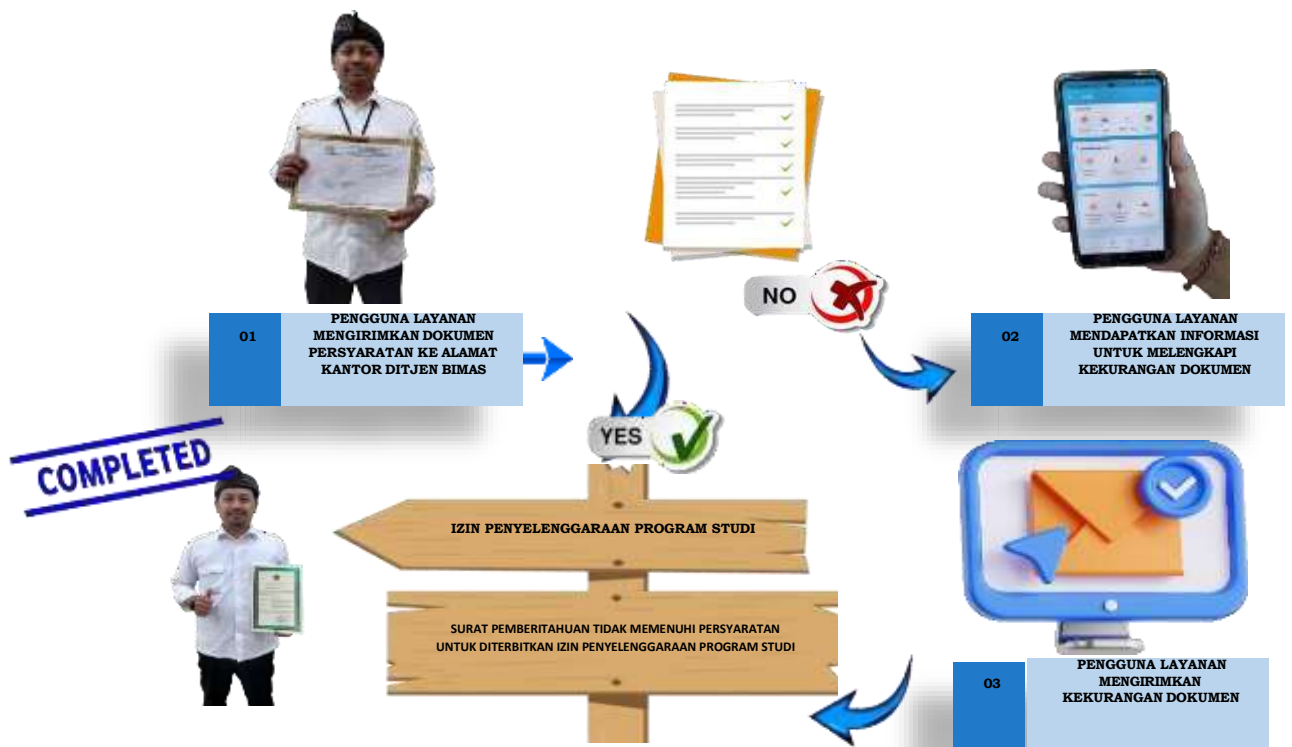 NO
01
PENGGUNA LAYANAN
MENGIRIMKAN DOKUMEN
PERSYARATAN KE ALAMAT
KANTOR DITJEN BIMAS
02
PENGGUNA LAYANAN
MENDAPATKAN INFORMASI
UNTUK MELENGKAPI
KEKURANGAN DOKUMEN
YES
COMPLETED
IZIN PENYELENGGARAAN PROGRAM STUDI
SURAT PEMBERITAHUAN TIDAK MEMENUHI PERSYARATAN
UNTUK DITERBITKAN IZIN PENYELENGGARAAN PROGRAM STUDI
03
PENGGUNA LAYANAN
MENGIRIMKAN
KEKURANGAN DOKUMEN